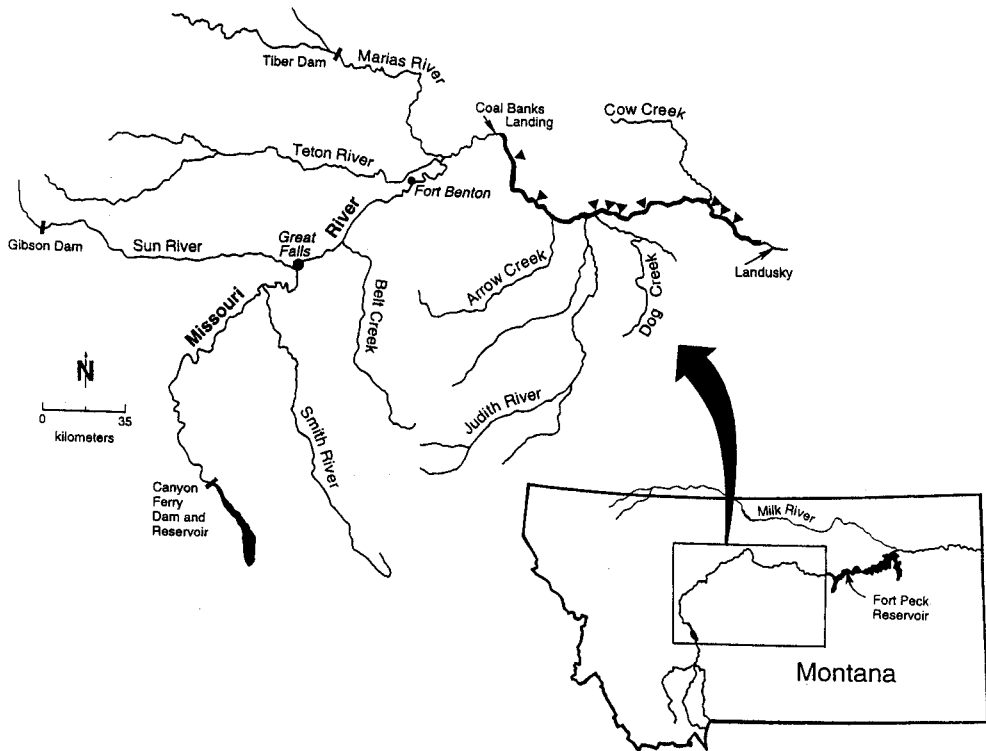 Marias River
Tiber Dam
Coal Banks
Landing
Cow Creek
Teton River
Fort Benton
Gibson Dam
Sun River
Great
Falls
River
Missouri
Belt Creek
Arrow Creek
Dog Creek
Landusky
N
0 35
kilometers
Smith River
Judith River
Canyon
Ferry
Dam and
Reservoir
Milk River
Fort Peck
Reservoir
Montana